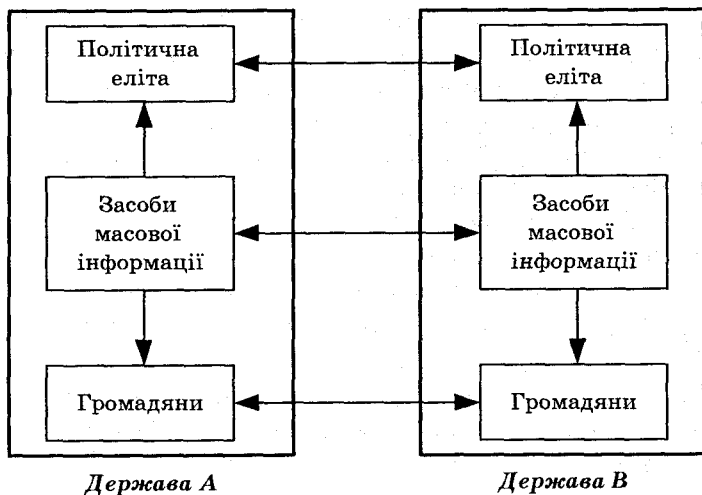 Політична
еліта
Засоби
масової
інформації
Громадяни
Держава А
Політична
еліта
Засоби
масової
інформації
Громадяни
Держава В